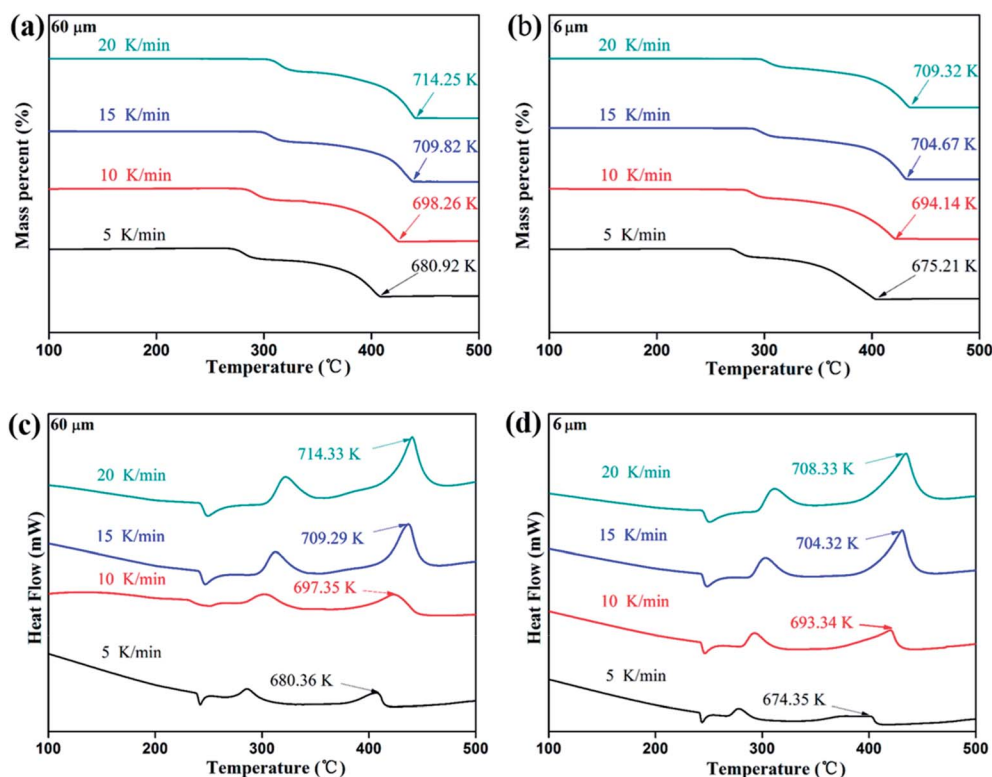 (a)
60 μm
20 K/min
714.25 K
15 K/min
709.82 K
10 K/min
698.26 K
5 K/min
680.92 K
Mass percent (%)
100 200 300 400 500
Temperature (℃)
(b)
6 μm
20 K/min
709.32 K
15 K/min
704.67 K
10 K/min
694.14 K
5 K/min
675.21 K
Mass percent (%)
100 200 300 400 500
Temperature (℃)
(c)
60 μm
714.33 K
20 K/min
709.29 K
15 K/min
10 K/min
697.35 K
5 K/min
680.36 K
Heat Flow (mW)
100 200 300 400 500
Temperature (℃)
(d)
6 μm
708.33 K
20 K/min
704.32 K
15 K/min
10 K/min
693.34 K
5 K/min
674.35 K
Heat Flow (mW)
100 200 300 400 500
Temperature (℃)